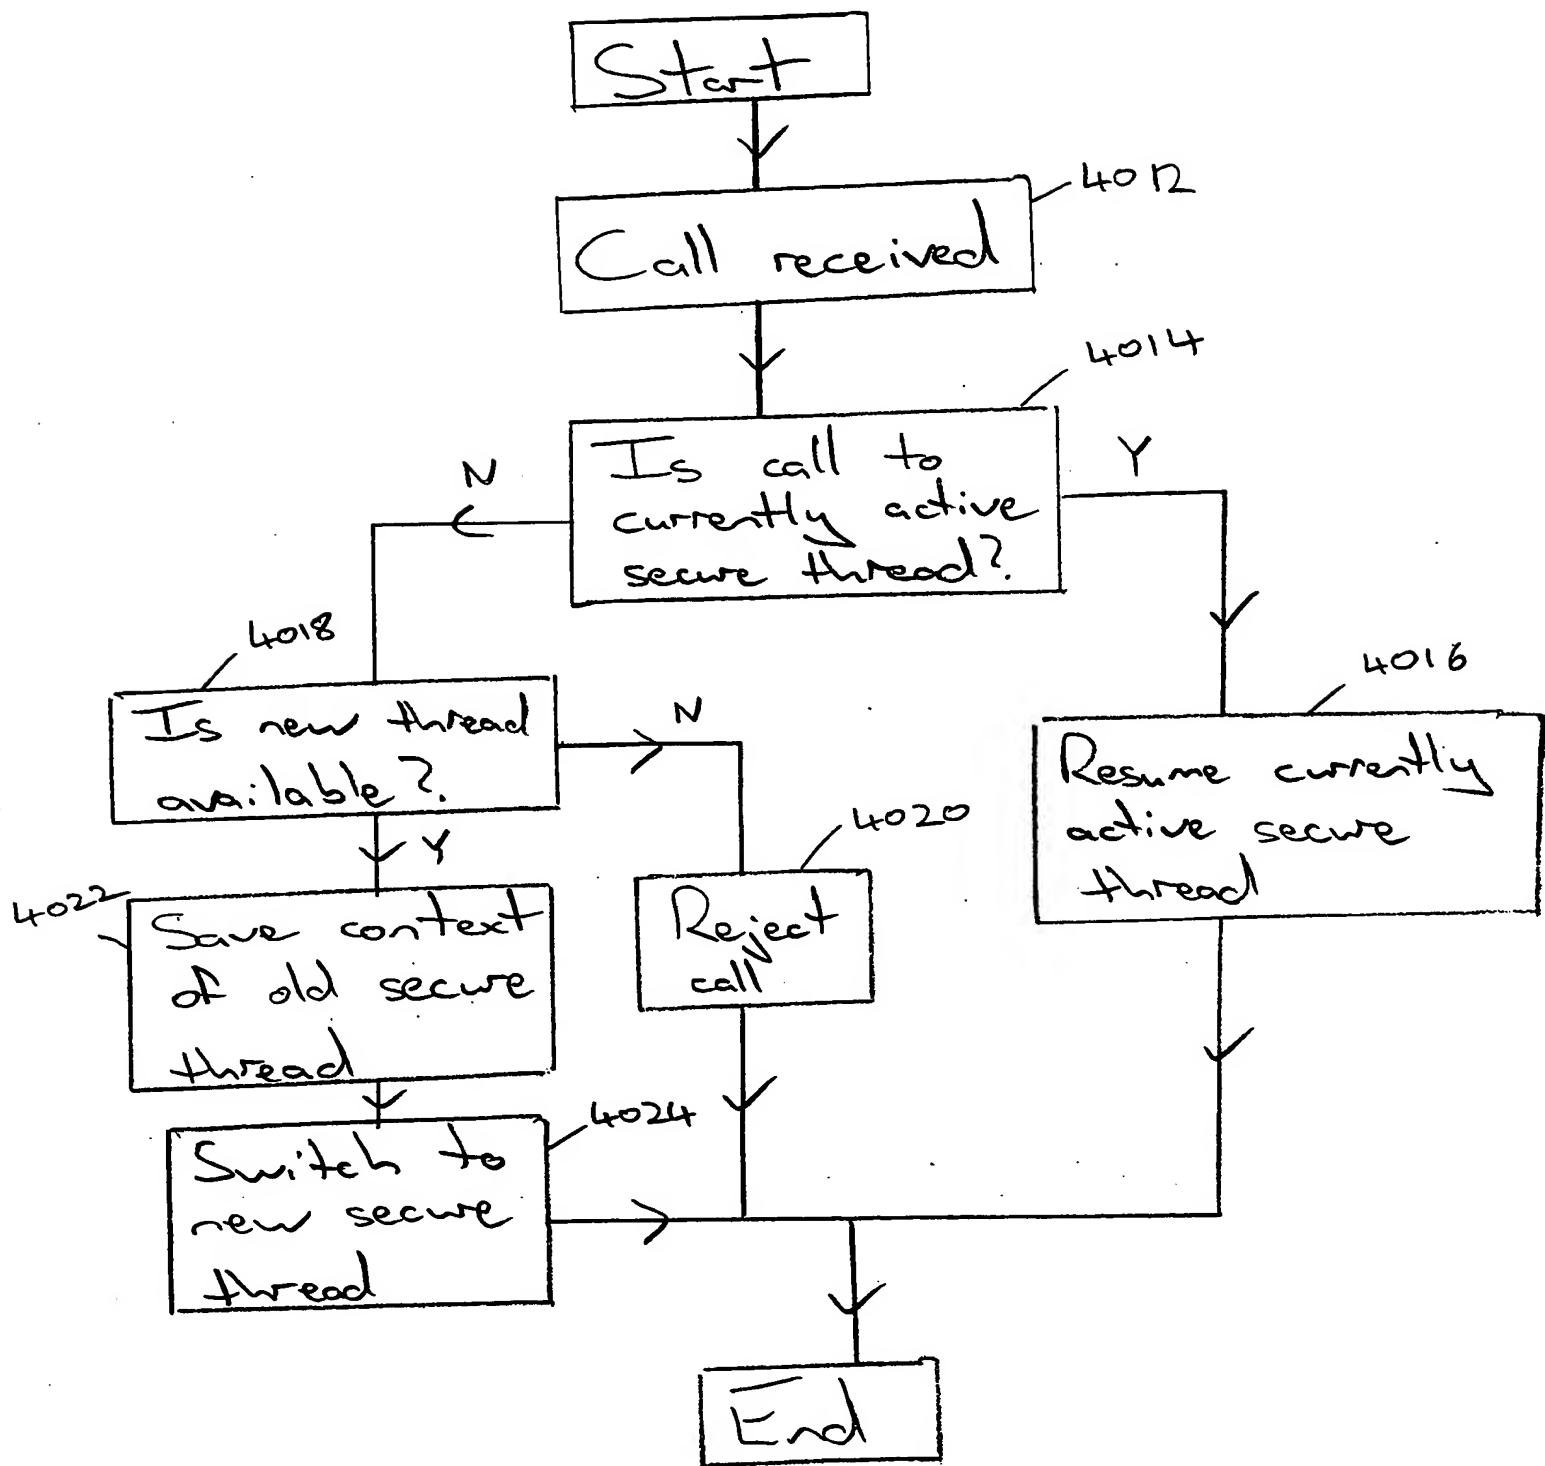 Start
4012
Call received
4014
Is call to
currently active
secure thread?
N
Y
4018
Is new thread
available?
N
4016
Resume currently
active secure
thread
Y
4020
Reject
call
4022
Save context
of old secure
thread
4024
Switch to
new secure
thread
End